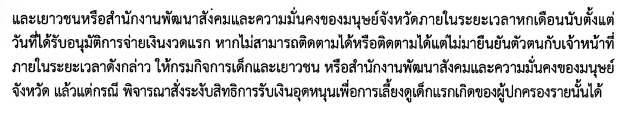 และเยาวชนหรือสำนักงานพัฒนาสังคมและความมั่นคงของมนุษย์จังหวัดภายในระยะเวลาหกเดือนนับตั้งแต่
วันที่ได้รับอนุมัติการจ่ายเงินงวดแรก หากไม่สามารถติดตามได้หรือติดตามได้แต่ไม่มายืนยันตัวตนกับเจ้าหน้าที่
ภายในระยะเวลาดังกล่าว ให้กรมกิจการเด็กและเยาวชน หรือสำนักงานพัฒนาสังคมและความมั่นคงของมนุษย์
จังหวัด แล้วแต่กรณี พิจารณาสั่งระงับสิทธิการรับเงินอุดหนุนเพื่อการเลี้ยงดูเด็กแรกเกิดของผู้ปกครองรายนั้นได้